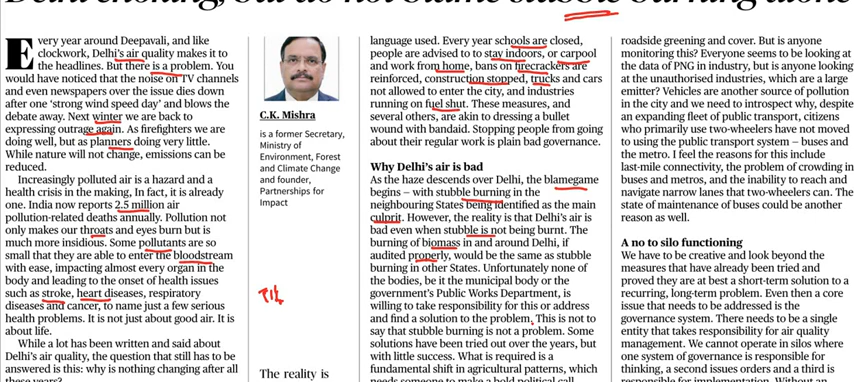 Delhi choking, but do not blame stubble burning alone
Every year around Deepavali, and like
clockwork, Delhi's air quality makes it to
the headlines. But there is a problem. You
would have noticed that the noise on TV channels
and even newspapers over the issue dies down
after one 'strong wind speed day' and blows the
debate away. Next winter we are back to
expressing outrage again. As firefighters we are
doing well, but as planners doing very little.
While nature will not change, emissions can be
reduced.
Increasingly polluted air is a hazard and a
health crisis in the making, In fact, it is already
one. India now reports 2.5 million air
pollution-related deaths annually. Pollution not
only makes our throats and eyes burn but is
much more insidious. Some pollutants are so
small that they are able to enter the bloodstream
with ease, impacting almost every organ in the
body and leading to the onset of health issues
such as stroke, heart diseases, respiratory
diseases and cancer, to name just a few serious
health problems. It is not just about good air. It is
about life.
While a lot has been written and said about
Delhi's air quality, the question that still has to be
answered is this: why is nothing changing after all
these years?
C.K. Mishra
is a former Secretary,
Ministry of
Environment, Forest
and Climate Change
and founder,
Partnerships for
Impact
The reality is
language used. Every year schools are closed,
people are advised to to stay indoors, or carpool
and work from home, bans on firecrackers are
reinforced, construction stopped, trucks and cars
not allowed to enter the city, and industries
running on fuel shut. These measures, and
several others, are akin to dressing a bullet
wound with bandaid. Stopping people from going
about their regular work is plain bad governance.
Why Delhi's air is bad
As the haze descends over Delhi, the blamegame
begins – with stubble burning in the
neighbouring States being identified as the main
culprit. However, the reality is that Delhi's air is
bad even when stubble is not being burnt. The
burning of biomass in and around Delhi, if
audited properly, would be the same as stubble
burning in other States. Unfortunately none of
the bodies, be it the municipal body or the
government's Public Works Department, is
willing to take responsibility for this or address
and find a solution to the problem. This is not to
say that stubble burning is not a problem. Some
solutions have been tried out over the years, but
with little success. What is required is a
fundamental shift in agricultural patterns, which
needs someone to make a bold political call
roadside greening and cover. But is anyone
monitoring this? Everyone seems to be looking at
the data of PNG in industry, but is anyone looking
at the unauthorised industries, which are a large
emitter? Vehicles are another source of pollution
in the city and we need to introspect why, despite
an expanding fleet of public transport, citizens
who primarily use two-wheelers have not moved
to using the public transport system – buses and
the metro. I feel the reasons for this include
last-mile connectivity, the problem of crowding in
buses and metros, and the inability to reach and
navigate narrow lanes that two-wheelers can. The
state of maintenance of buses could be another
reason as well.
A no to silo functioning
We have to be creative and look beyond the
measures that have already been tried and
proved they are at best a short-term solution to a
recurring, long-term problem. Even then a core
issue that needs to be addressed is the
governance system. There needs to be a single
entity that takes responsibility for air quality
management. We cannot operate in silos where
one system of governance is responsible for
thinking, a second issues orders and a third is
responsible for implementation. Without an